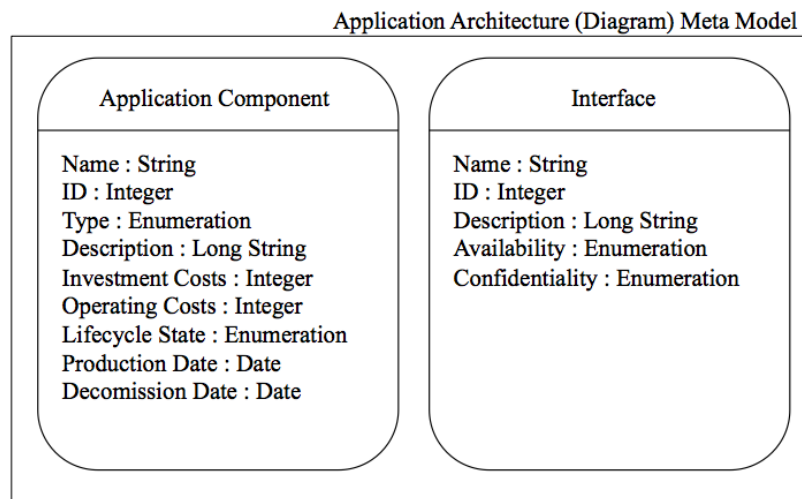 Application Architecture (Diagram) Meta Model
Application Component
Name : String
ID : Integer
Type : Enumeration
Description : Long String
Investment Costs : Integer
Operating Costs : Integer
Lifecycle State : Enumeration
Production Date : Date
Decomission Date : Date
Interface
Name : String
ID : Integer
Description : Long String
Availability : Enumeration
Confidentiality : Enumeration